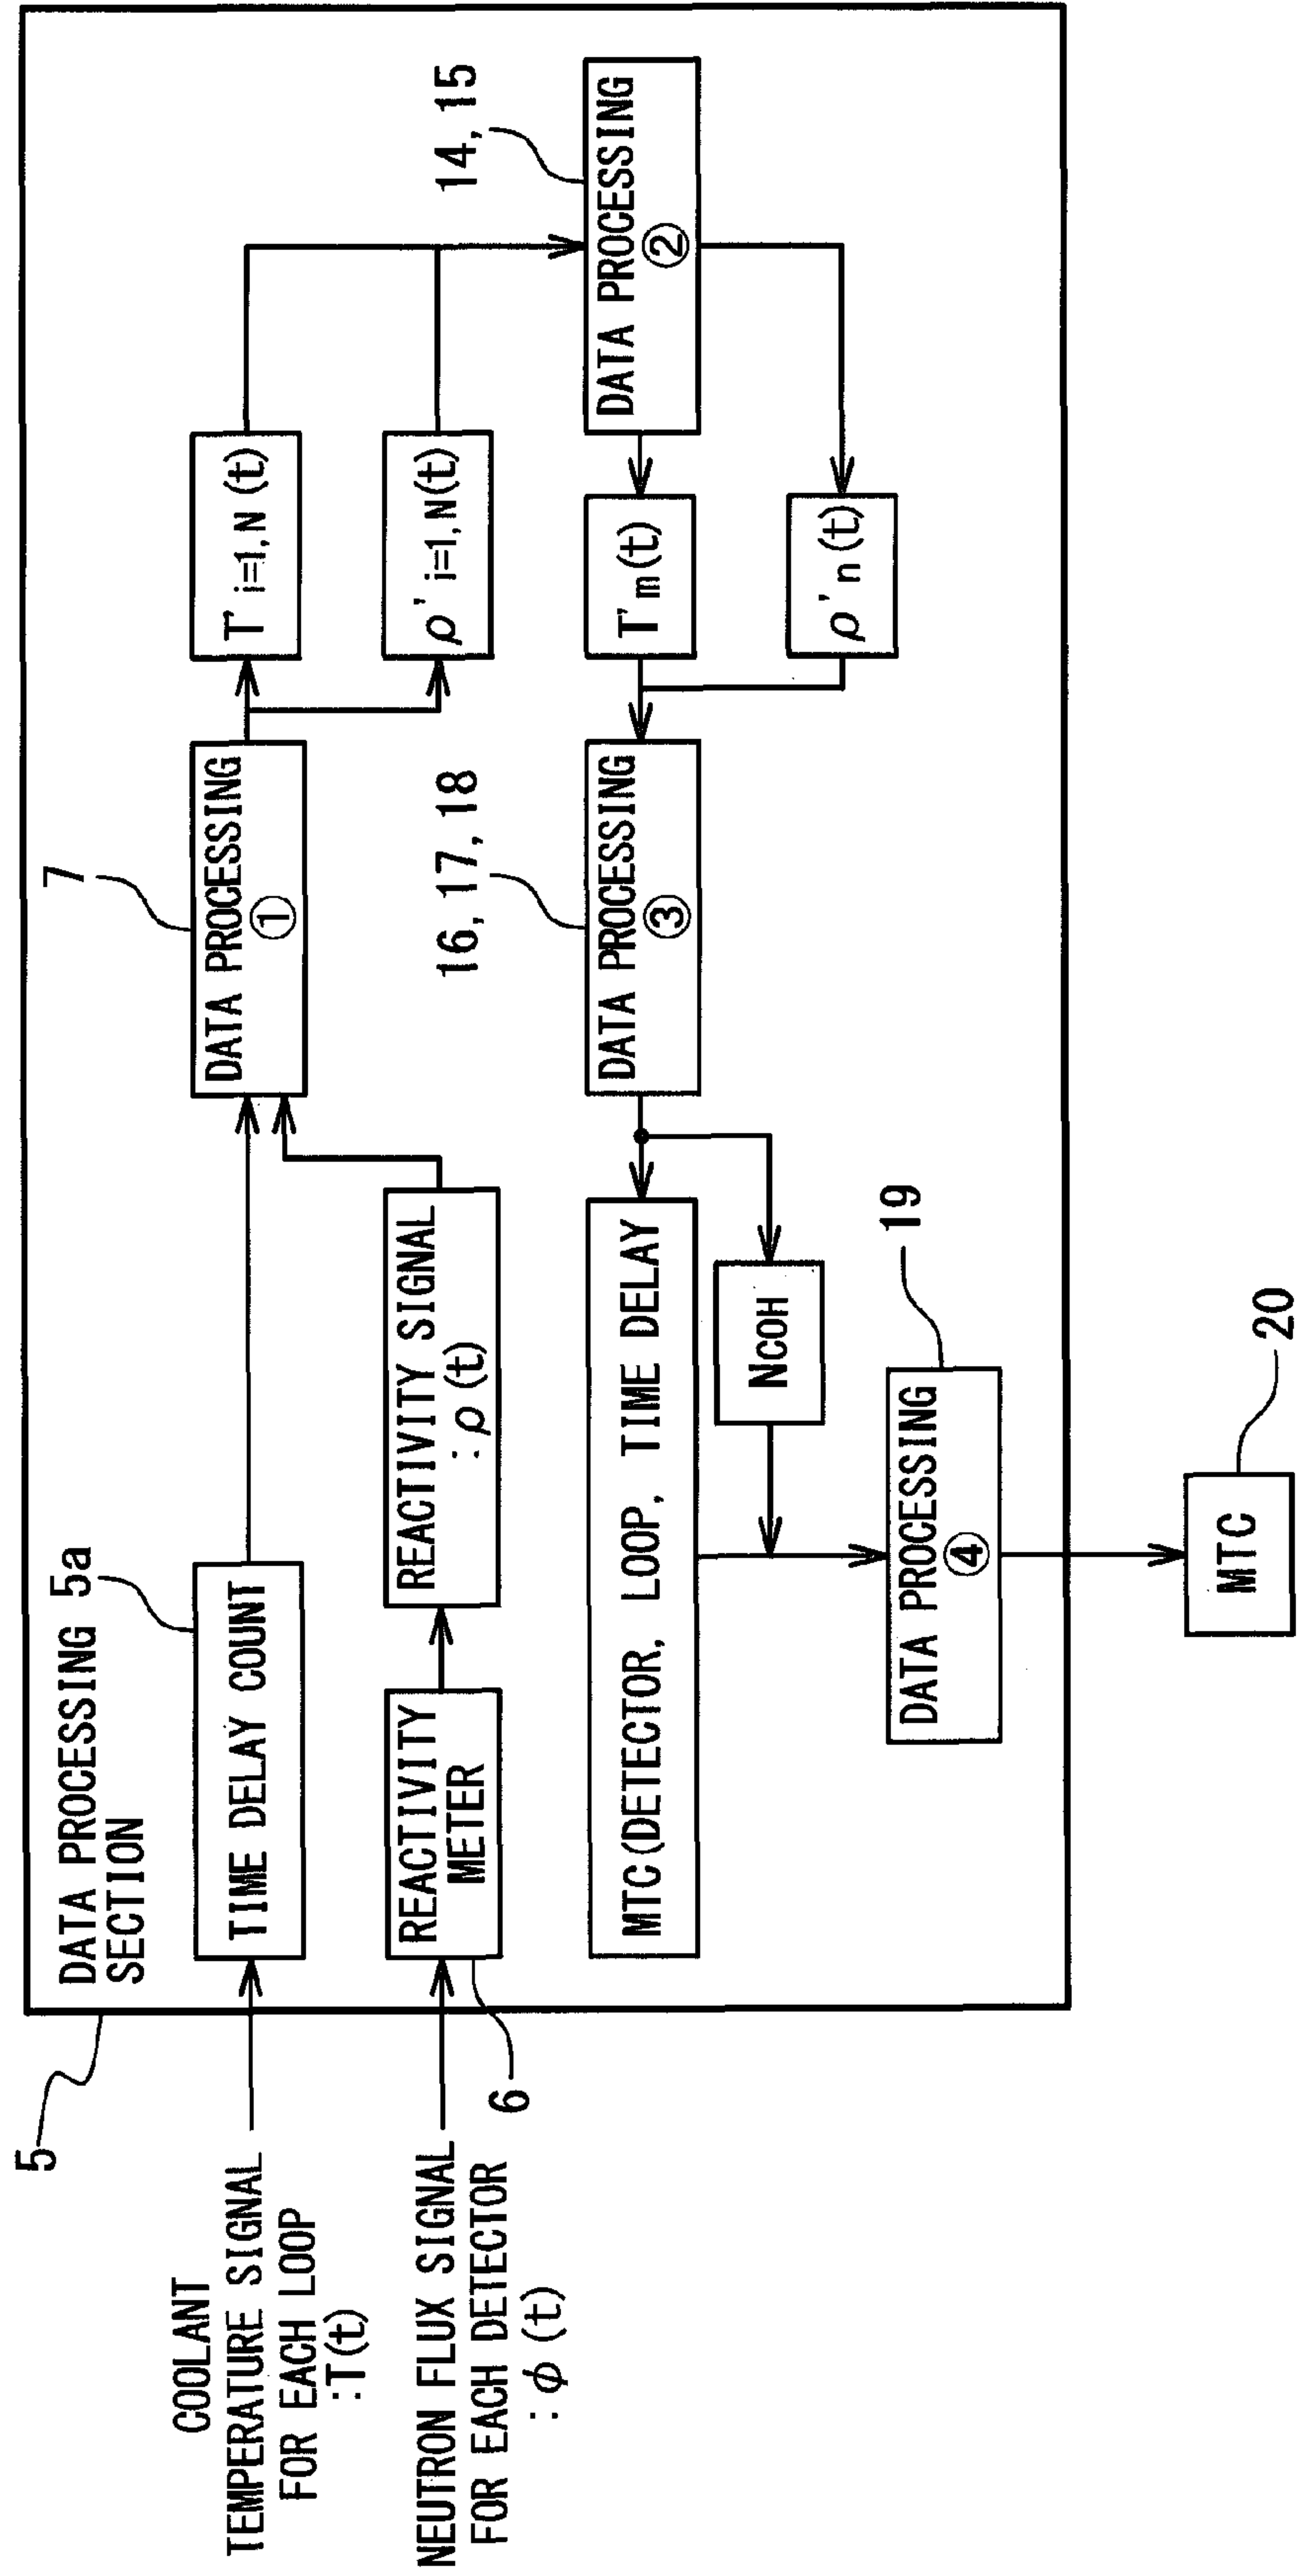 5
DATA PROCESSING
SECTION
COOLANT
TEMPERATURE SIGNAL
FOR EACH LOOP
:T(t)
TIME DELAY COUNT
5a
DATA PROCESSING
①
7
T' i=1, N (t)
ρ' i=1, N(t)
NEUTRON FLUX SIGNAL
FOR EACH DETECTOR
: φ (t)
6
REACTIVITY
METER
REACTIVITY SIGNAL
: ρ (t)
14, 15
DATA PROCESSING
②
T'm(t)
ρ'n(t)
16, 17, 18
DATA PROCESSING
③
MTC(DETECTOR, LOOP, TIME DELAY
NCOH
19
DATA PROCESSING
④
20
MTC